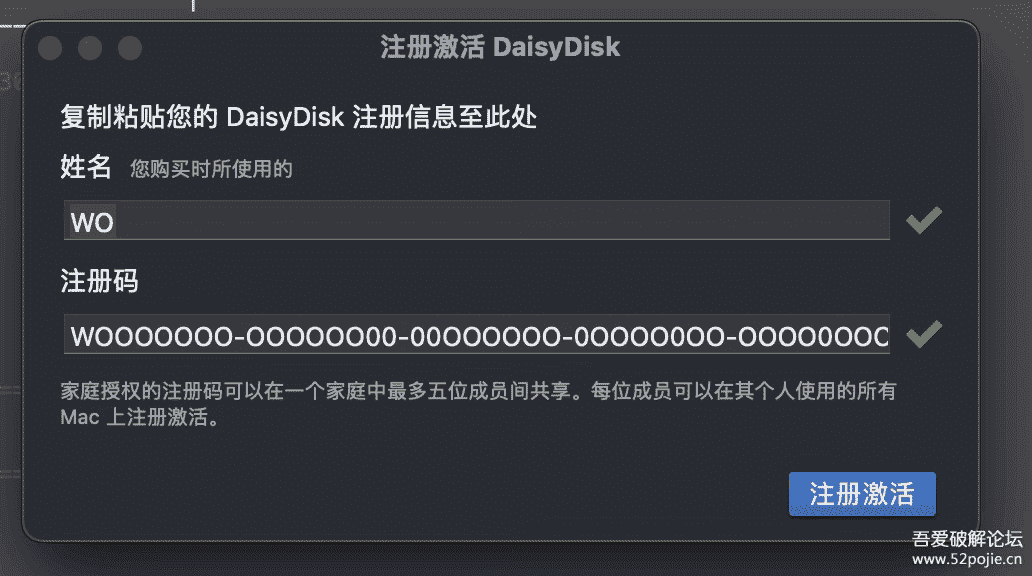 注册激活 DaisyDisk
复制粘贴您的 DaisyDisk 注册信息至此处
姓名 您购买时所使用的
WO
注册码
WOOOOOOO-OOOOOO00-00OOOOOO-0OOOOO0OO-OOOO0OOC
家庭授权的注册码可以在一个家庭中最多五位成员间共享。每位成员可以在其个人使用的所有
Mac 上注册激活。
注册激活
吾爱破解论坛
www.52pojie.cn